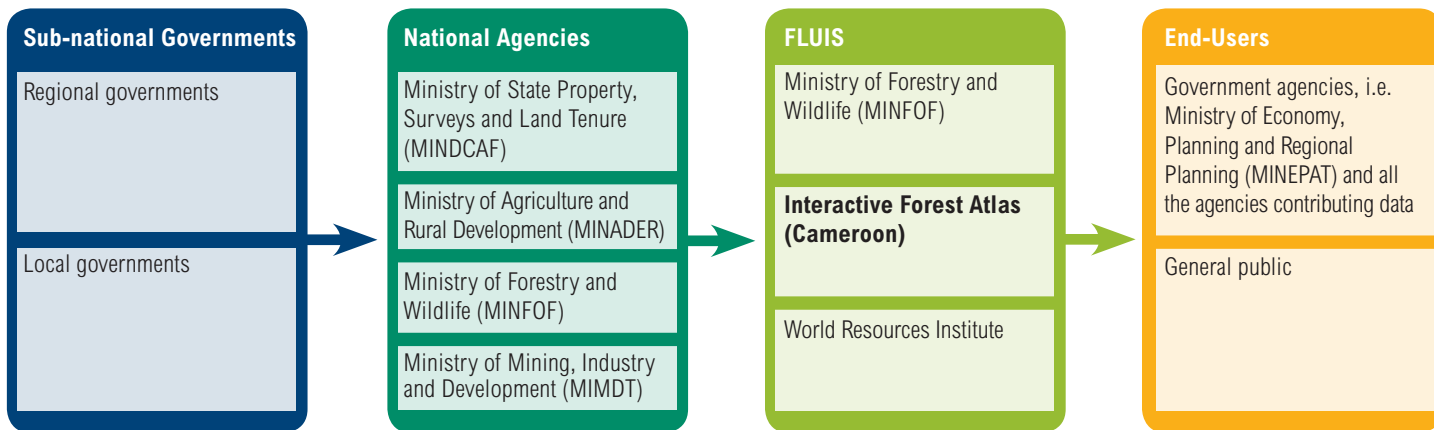 Sub-national Governments
Regional governments
Local governments
National Agencies
Ministry of State Property,
Surveys and Land Tenure
(MINDCAF)
Ministry of Agriculture and
Rural Development (MINADER)
Ministry of Forestry and
Wildlife (MINFOF)
Ministry of Mining, Industry
and Development (MIMDT)
FLUIS
Ministry of Forestry and
Wildlife (MINFOF)
Interactive Forest Atlas
(Cameroon)
World Resources Institute
End-Users
Government agencies, i.e.
Ministry of Economy,
Planning and Regional
Planning (MINEPAT) and all
the agencies contributing data
General public